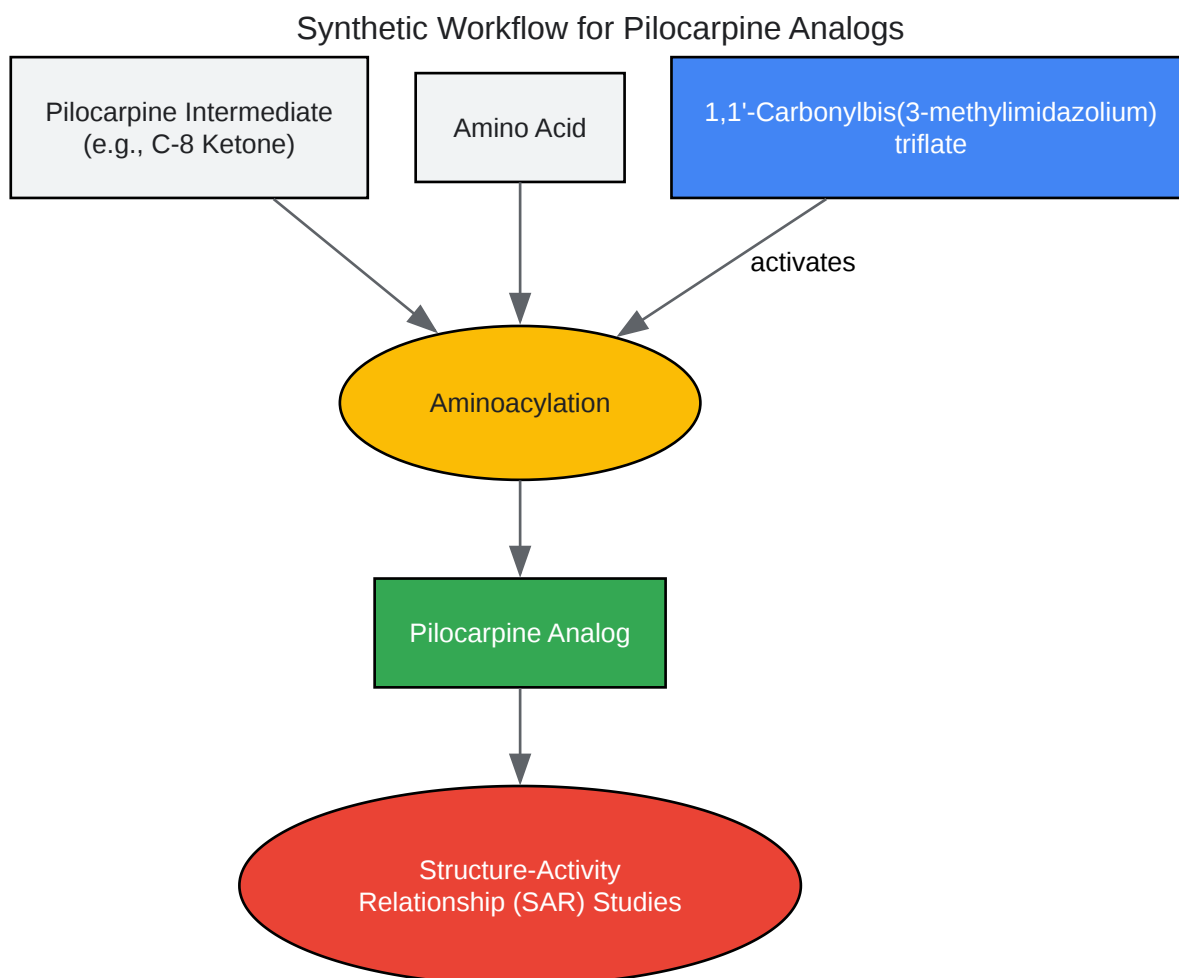 Synthetic Workflow for Pilocarpine Analogs
Pilocarpine Intermediate
(e.g., C-8 Ketone)
Amino Acid
1,1'-Carbonylbis(3-methylimidazolium)
triflate
activates
Aminoacylation
Pilocarpine Analog
Structure-Activity
Relationship (SAR) Studies